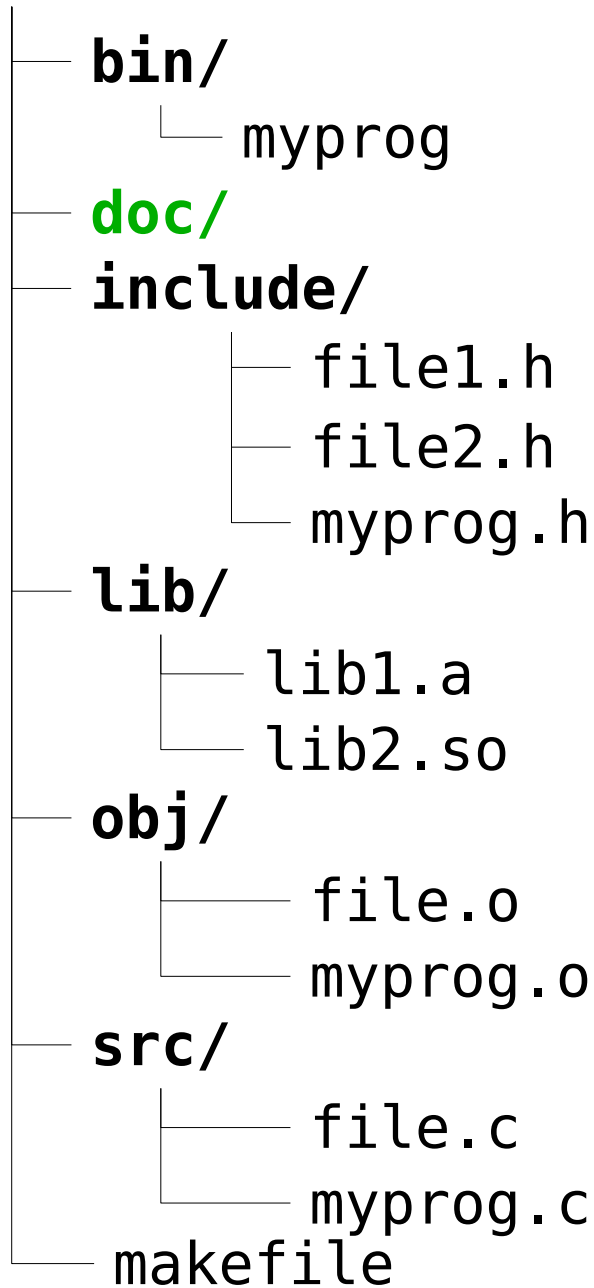 bin/
myprog
doc/
include/
file1.h
file2.h
myprog.h
lib/
lib1.a
lib2.so
obj/
file.o
myprog.o
src/
file.c
myprog.c
makefile